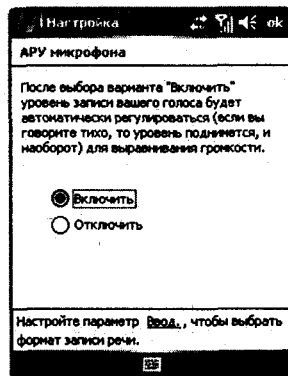 Настройка ok
АРУ микрофона
После выбора варианта "Включить"
уровень записи вашего голоса будет
автоматически регулироваться (если вы
говорите тихо, то уровень поднимется, и
наоборот) для выравнивания громкости.
Включить
Отключить
Настройте параметр Ввод., чтобы выбрать
формат записи речи.